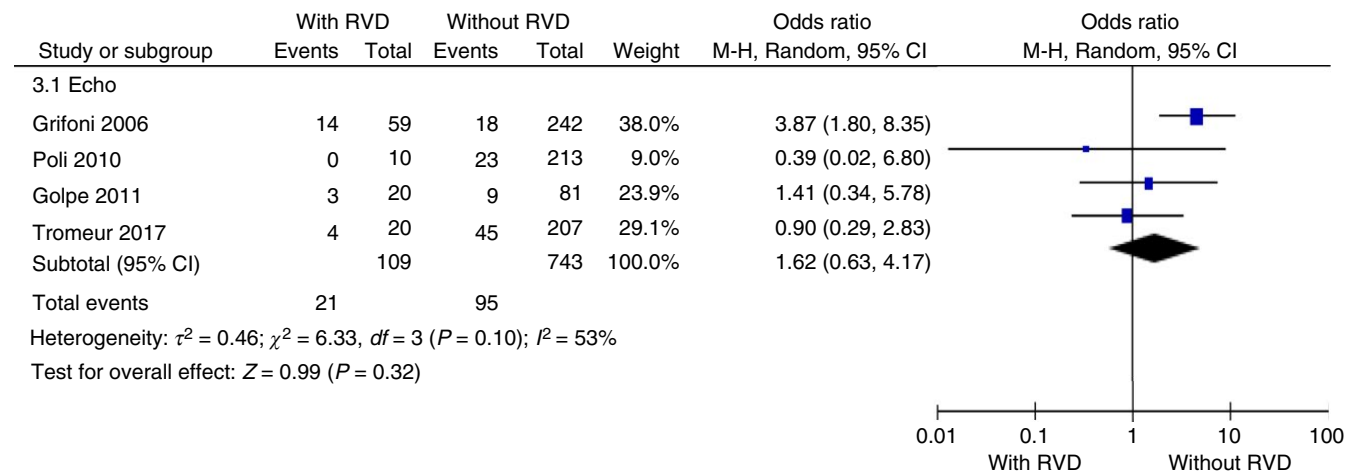 With RVD Without RVD Odds ratio Odds ratio
Study or subgroup Events Total Events Total Weight M-H, Random, 95% CI M-H, Random, 95% CI
3.1 Echo
Grifoni 2006 14 59 18 242 38.0% 3.87 (1.80, 8.35)
Poli 2010 0 10 23 213 9.0% 0.39 (0.02, 6.80)
Golpe 2011 3 20 9 81 23.9% 1.41 (0.34, 5.78)
Tromeur 2017 4 20 45 207 29.1% 0.90 (0.29, 2.83)
Subtotal (95% CI) 109 743 100.0% 1.62 (0.63, 4.17)
Total events 21 95
Heterogeneity: τ² = 0.46; χ² = 6.33, df = 3 (P = 0.10); I² = 53%
Test for overall effect: Z = 0.99 (P = 0.32)
0.01 0.1 1 10 100
With RVD Without RVD